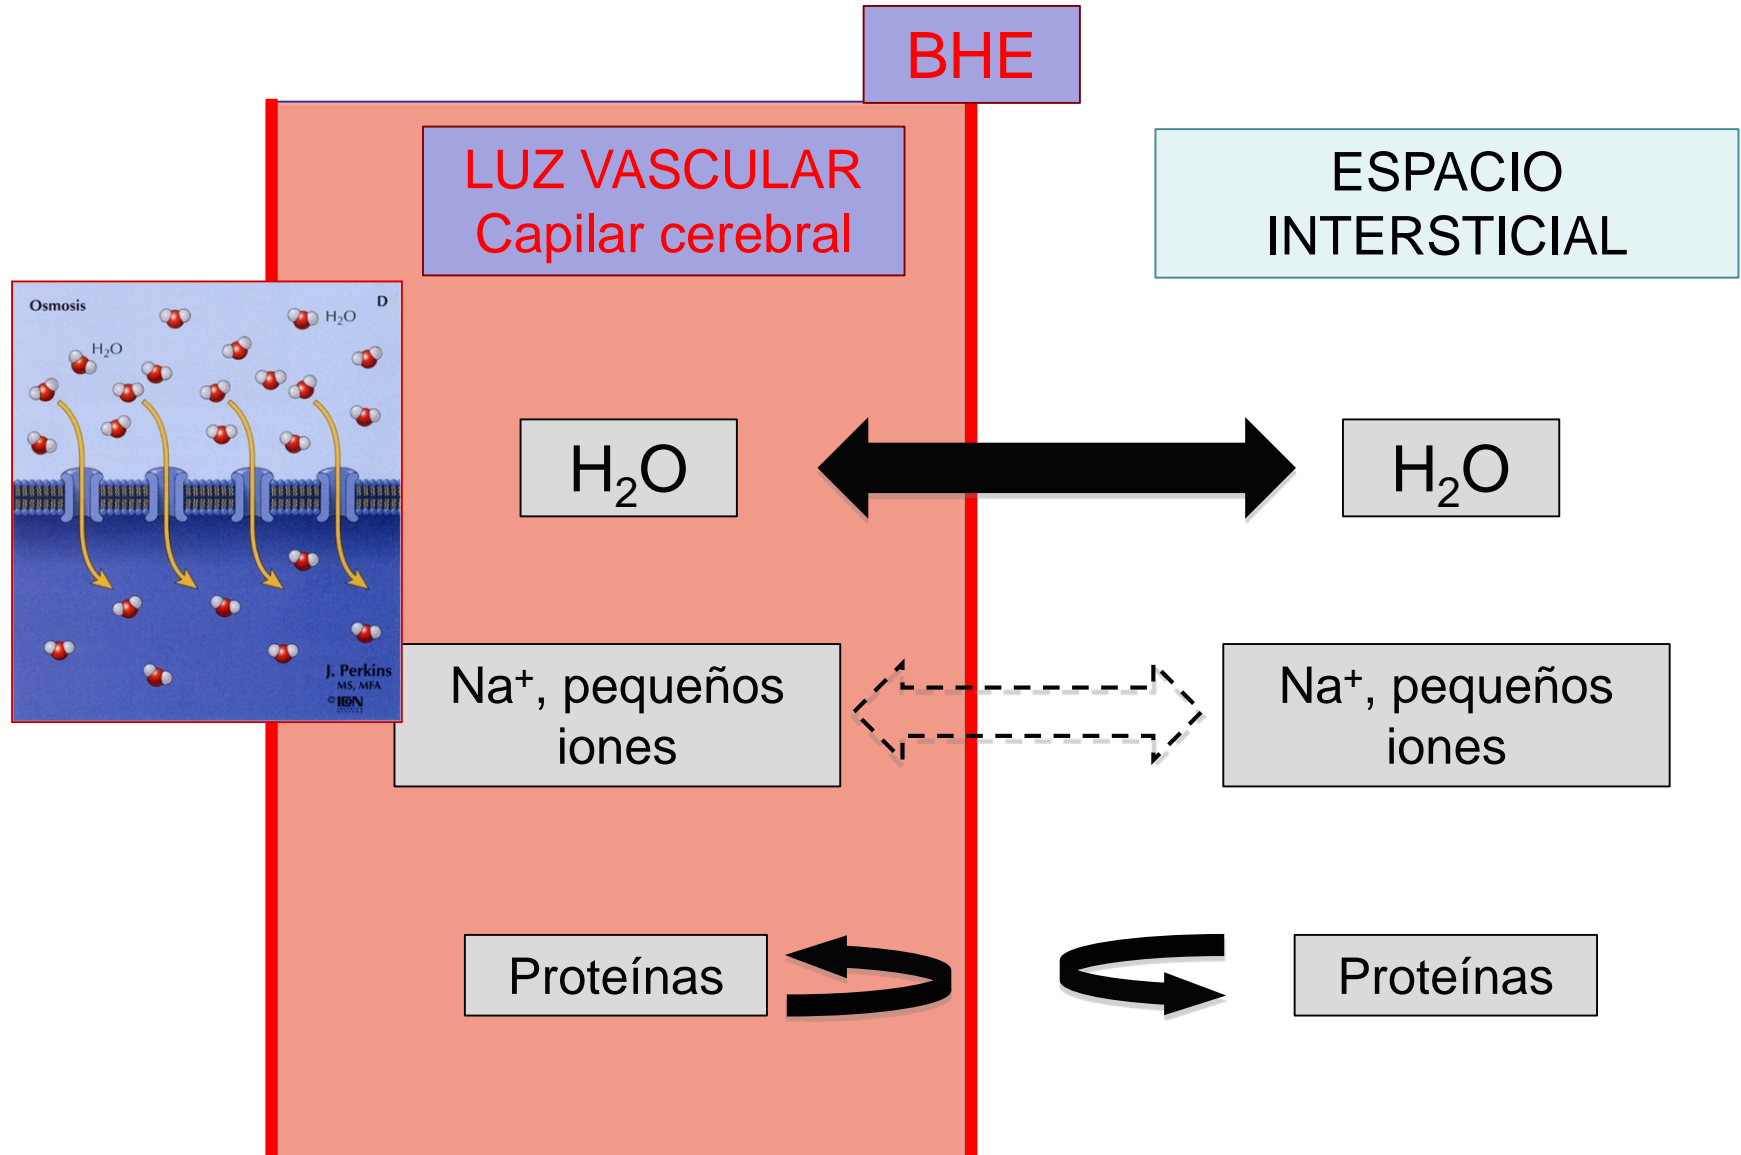 BHE
LUZ VASCULAR
Capilar cerebral
ESPACIO
INTERSTICIAL
Osmosis
D
H₂O
H₂O
H₂O
H₂O
J. Perkins
MS, MFA
© ICON
Na⁺, pequeños
iones
Na⁺, pequeños
iones
Proteínas
Proteínas